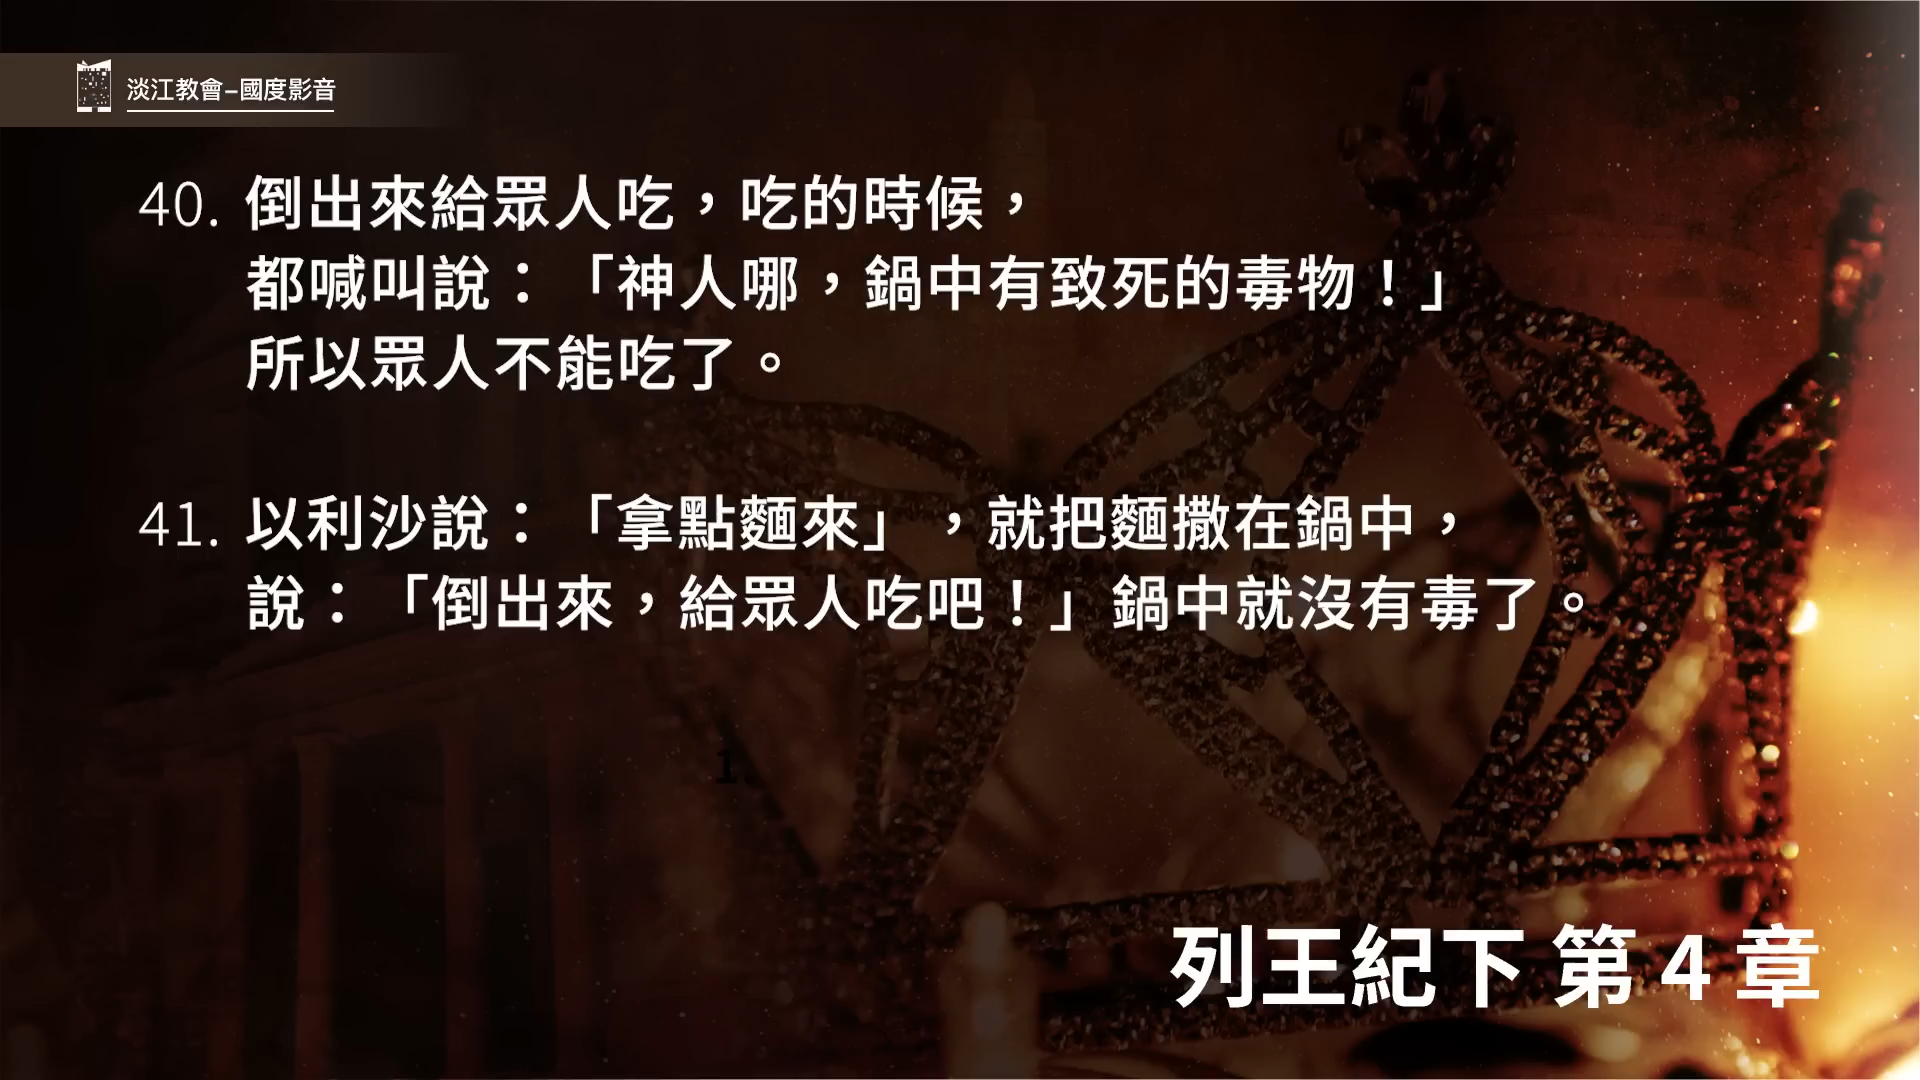 淡江教會–國度影音
40. 倒出來給眾人吃，吃的時候，
都喊叫說：「神人哪，鍋中有致死的毒物！」
所以眾人不能吃了。
41. 以利沙說：「拿點麵來」，就把麵撒在鍋中，
說：「倒出來，給眾人吃吧！」鍋中就沒有毒了。
列王紀下 第 4 章